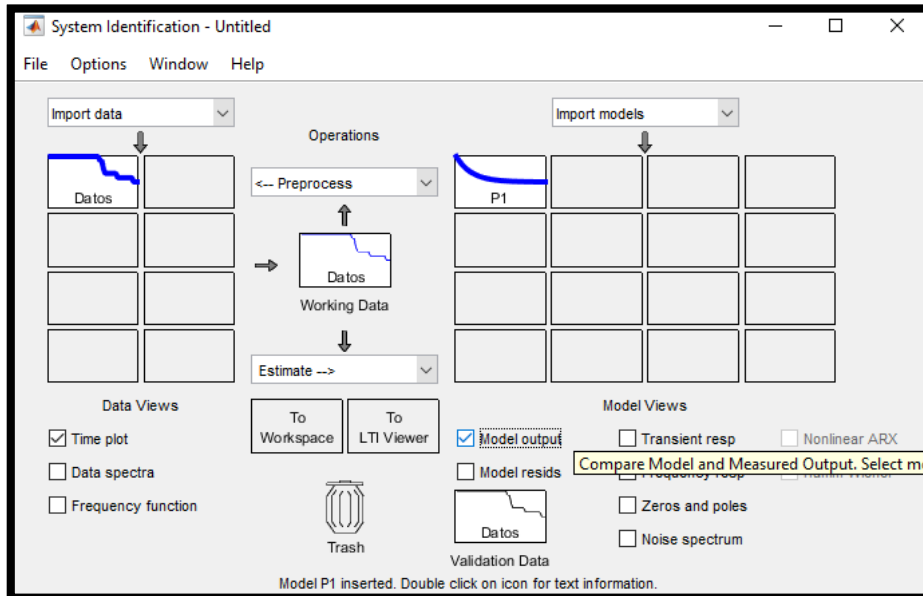 System Identification - Untitled
File Options Window Help
Import data
Import models
Operations
<-- Preprocess
Datos
P1
Datos
Working Data
Estimate -->
Data Views
Model Views
To Workspace
To LTI Viewer
Time plot
Model output
Transient resp
Nonlinear ARX
Data spectra
Model resids
Compare Model and Measured Output. Select m
Frequency function
Zeros and poles
Datos
Noise spectrum
Trash
Validation Data
Model P1 inserted. Double click on icon for text information.